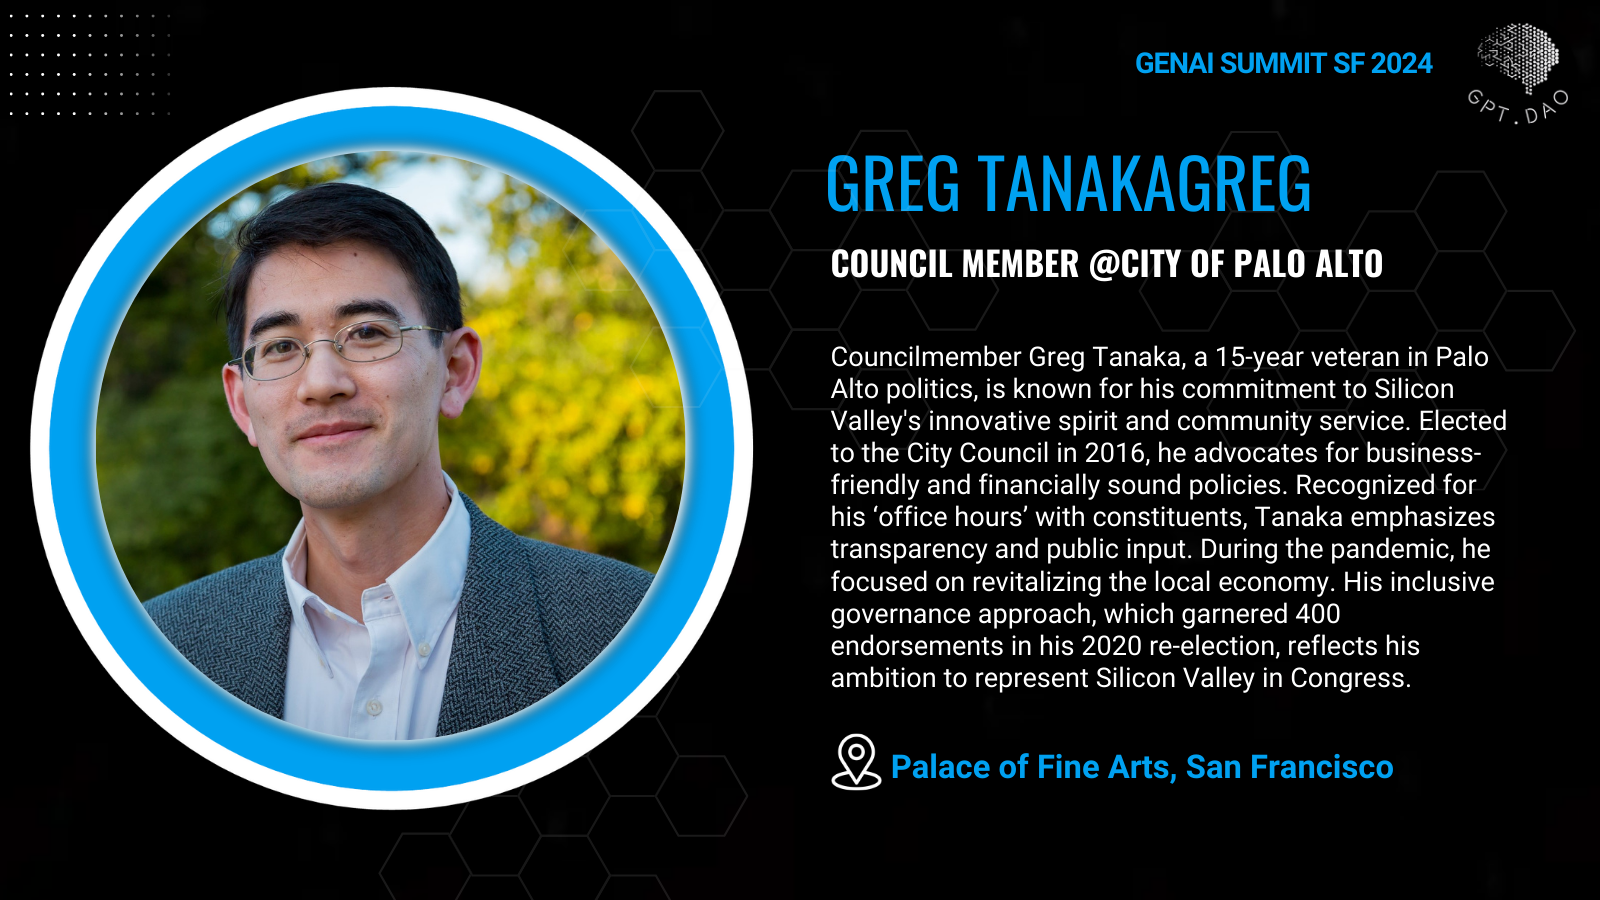 GENAI SUMMIT SF 2024
GPT.DAO
GREG TANAKAGREG
COUNCIL MEMBER @CITY OF PALO ALTO
Councilmember Greg Tanaka, a 15-year veteran in Palo
Alto politics, is known for his commitment to Silicon
Valley's innovative spirit and community service. Elected
to the City Council in 2016, he advocates for business-
friendly and financially sound policies. Recognized for
his ‘office hours’ with constituents, Tanaka emphasizes
transparency and public input. During the pandemic, he
focused on revitalizing the local economy. His inclusive
governance approach, which garnered 400
endorsements in his 2020 re-election, reflects his
ambition to represent Silicon Valley in Congress.
Palace of Fine Arts, San Francisco